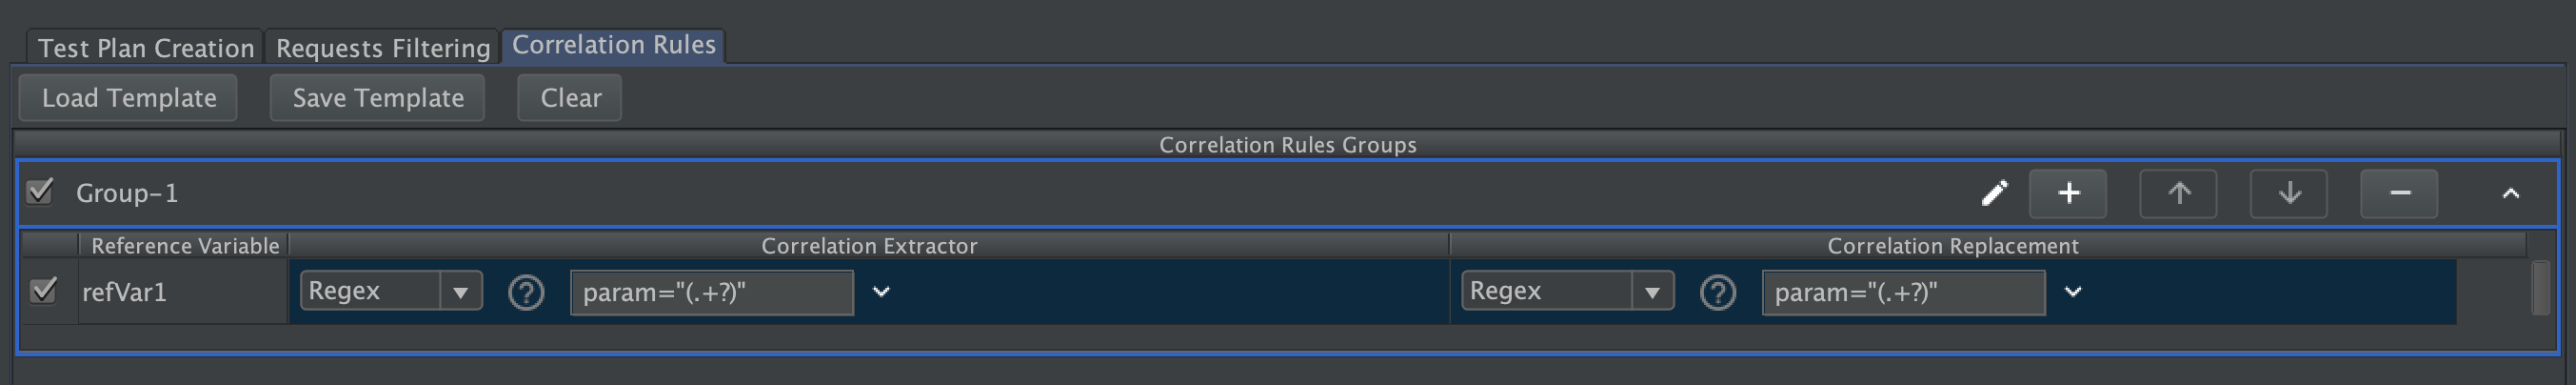 Test Plan Creation Requests Filtering Correlation Rules
Load Template Save Template Clear
Correlation Rules Groups
Group-1
Reference Variable Correlation Extractor Correlation Replacement
refVar1 Regex ? param="(.+?)" Regex ? param="(.+?)"